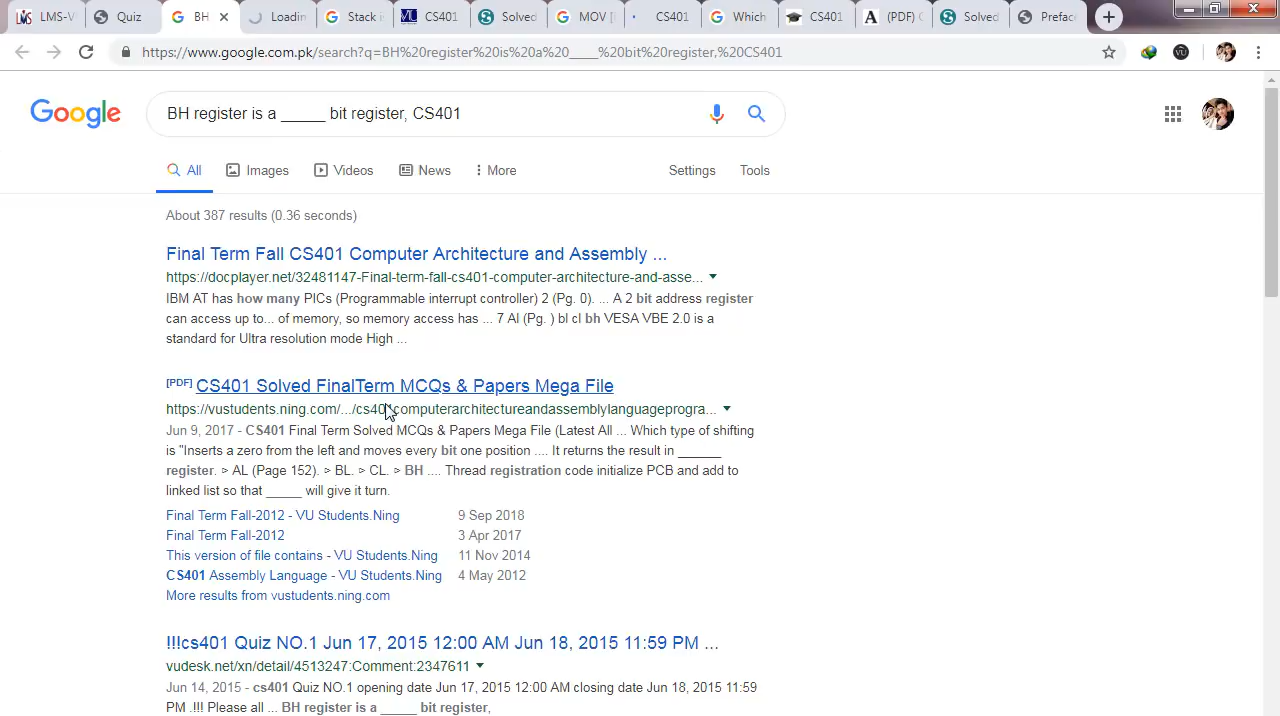 LMS-V
Quiz
BH
Loadin
Stack is
CS401
Solved
MOV [
CS401
Which
CS401
(PDF) C
Solved
Preface
https://www.google.com.pk/search?q=BH%20register%20is%20a%20____%20bit%20register,%20CS401
Google
BH register is a _____ bit register, CS401
All
Images
Videos
News
More
Settings
Tools
About 387 results (0.36 seconds)
Final Term Fall CS401 Computer Architecture and Assembly ...
https://docplayer.net/32481147-Final-term-fall-cs401-computer-architecture-and-asse...
IBM AT has how many PICs (Programmable interrupt controller) 2 (Pg. 0). ... A 2 bit address register
can access up to... of memory, so memory access has ... 7 Al (Pg. ) bl cl bh VESA VBE 2.0 is a
standard for Ultra resolution mode High ...
[PDF] CS401 Solved FinalTerm MCQs & Papers Mega File
https://vustudents.ning.com/.../cs401computerarchitectureandassemblylanguageprogra...
Jun 9, 2017 - CS401 Final Term Solved MCQs & Papers Mega File (Latest All ... Which type of shifting
is "Inserts a zero from the left and moves every bit one position .... It returns the result in ______
register. > AL (Page 152). > BL. > CL. > BH .... Thread registration code initialize PCB and add to
linked list so that _____ will give it turn.
Final Term Fall-2012 - VU Students.Ning 9 Sep 2018
Final Term Fall-2012 3 Apr 2017
This version of file contains - VU Students.Ning 11 Nov 2014
CS401 Assembly Language - VU Students.Ning 4 May 2012
More results from vustudents.ning.com
!!!cs401 Quiz NO.1 Jun 17, 2015 12:00 AM Jun 18, 2015 11:59 PM ...
vudesk.net/xn/detail/4513247:Comment:2347611
Jun 14, 2015 - cs401 Quiz NO.1 opening date Jun 17, 2015 12:00 AM closing date Jun 18, 2015 11:59
PM .!!! Please all ... BH register is a _____ bit register,